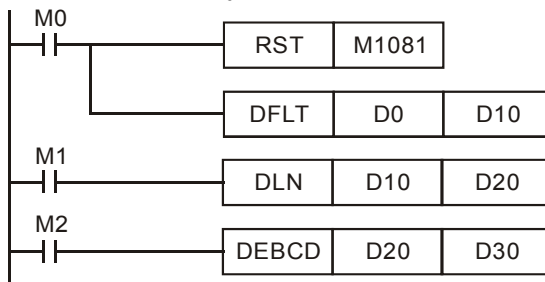 M0
RST M1081
DFLT D0 D10
M1
DLN D10 D20
M2
DEBCD D20 D30